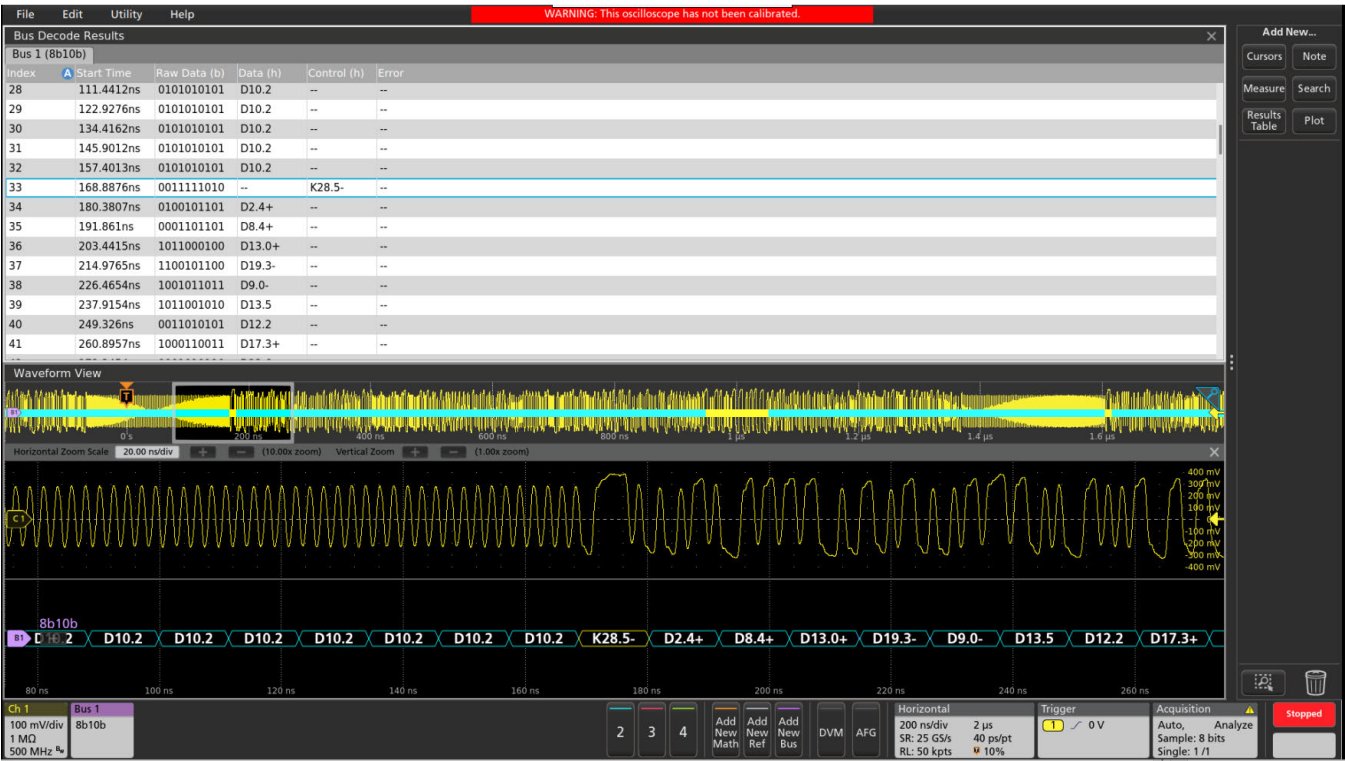 File Edit Utility Help
WARNING: This oscilloscope has not been calibrated.
Bus Decode Results
Bus 1 (8b10b)
Index A Start Time Raw Data (b) Data (h) Control (h) Error
28 111.4412ns 0101010101 D10.2 -- --
29 122.9276ns 0101010101 D10.2 -- --
30 134.4162ns 0101010101 D10.2 -- --
31 145.9012ns 0101010101 D10.2 -- --
32 157.4013ns 0101010101 D10.2 -- --
33 168.8876ns 0011111010 -- K28.5- --
34 180.3807ns 0100101101 D2.4+ -- --
35 191.861ns 0001101101 D8.4+ -- --
36 203.4415ns 1011000100 D13.0+ -- --
37 214.9765ns 1100101100 D19.3- -- --
38 226.4654ns 1001011011 D9.0- -- --
39 237.9154ns 1011001010 D13.5 -- --
40 249.326ns 0011010101 D12.2 -- --
41 260.8957ns 1000110011 D17.3+ -- --
Add New...
Cursors Note
Measure Search
Results Table Plot
Waveform View
T
B1
0 s 200 ns 400 ns 600 ns 800 ns 1 µs 1.2 µs 1.4 µs 1.6 µs
Horizontal Zoom Scale 20.00 ns/div + − (10.00x zoom) Vertical Zoom + − (1.00x zoom)
400 mV
300 mV
200 mV
100 mV
C1
-100 mV
-200 mV
-300 mV
-400 mV
8b10b
B1 D10.2 D10.2 D10.2 D10.2 D10.2 D10.2 D10.2 K28.5- D2.4+ D8.4+ D13.0+ D19.3- D9.0- D13.5 D12.2 D17.3+
80 ns 100 ns 120 ns 140 ns 160 ns 180 ns 200 ns 220 ns 240 ns 260 ns
Ch 1
100 mV/div
1 MΩ
500 MHz Bw
Bus 1
8b10b
2 3 4
Add New Math
Add New Ref
Add New Bus
DVM AFG
Horizontal
200 ns/div 2 µs
SR: 25 GS/s 40 ps/pt
RL: 50 kpts 10%
Trigger
1 0 V
Acquisition
Auto, Analyze
Sample: 8 bits
Single: 1 /1
Stopped